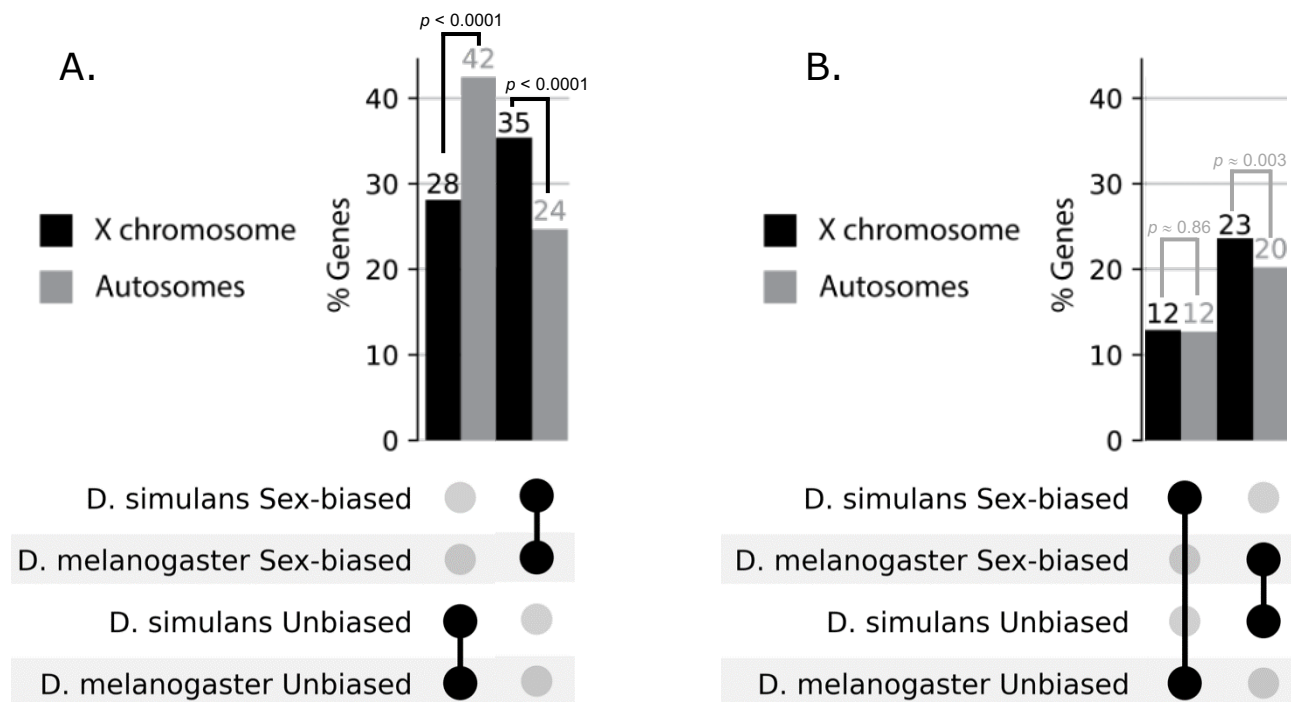 A.
p < 0.0001
42
p < 0.0001
40
35
30
28
24
% Genes
X chromosome
Autosomes
20
10
0
D. simulans Sex-biased
D. melanogaster Sex-biased
D. simulans Unbiased
D. melanogaster Unbiased
B.
40
p ≈ 0.003
30
p ≈ 0.86
23
20
% Genes
X chromosome
Autosomes
20
12
12
10
0
D. simulans Sex-biased
D. melanogaster Sex-biased
D. simulans Unbiased
D. melanogaster Unbiased